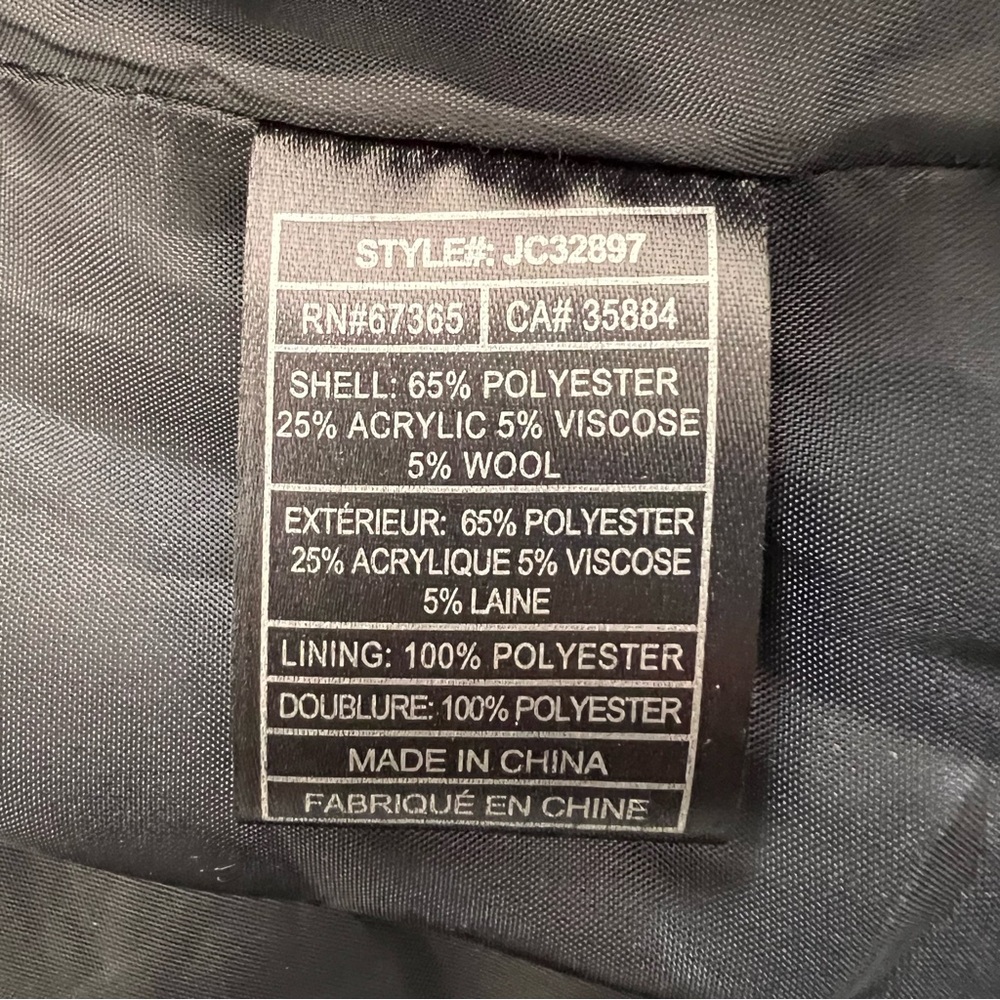 STYLE#: JC32897
RN#67365 CA# 35884
SHELL: 65% POLYESTER
25% ACRYLIC 5% VISCOSE
5% WOOL
EXTÉRIEUR: 65% POLYESTER
25% ACRYLIQUE 5% VISCOSE
5% LAINE
LINING: 100% POLYESTER
DOUBLURE: 100% POLYESTER
MADE IN CHINA
FABRIQUÉ EN CHINE